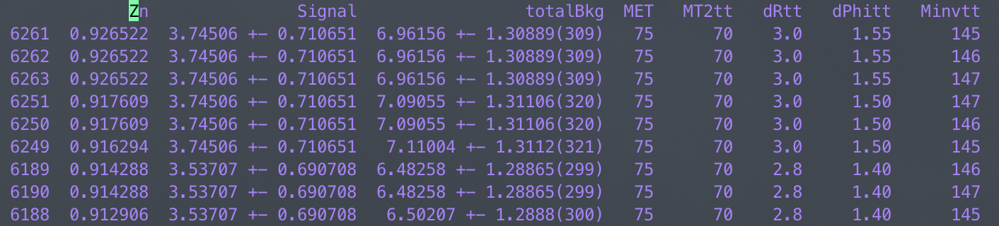 Zn Signal totalBkg MET MT2tt dRtt dPhitt Minvtt
6261 0.926522 3.74506 +- 0.710651 6.96156 +- 1.30889(309) 75 70 3.0 1.55 145
6262 0.926522 3.74506 +- 0.710651 6.96156 +- 1.30889(309) 75 70 3.0 1.55 146
6263 0.926522 3.74506 +- 0.710651 6.96156 +- 1.30889(309) 75 70 3.0 1.55 147
6251 0.917609 3.74506 +- 0.710651 7.09055 +- 1.31106(320) 75 70 3.0 1.50 147
6250 0.917609 3.74506 +- 0.710651 7.09055 +- 1.31106(320) 75 70 3.0 1.50 146
6249 0.916294 3.74506 +- 0.710651 7.11004 +- 1.3112(321) 75 70 3.0 1.50 145
6189 0.914288 3.53707 +- 0.690708 6.48258 +- 1.28865(299) 75 70 2.8 1.40 146
6190 0.914288 3.53707 +- 0.690708 6.48258 +- 1.28865(299) 75 70 2.8 1.40 147
6188 0.912906 3.53707 +- 0.690708 6.50207 +- 1.2888(300) 75 70 2.8 1.40 145